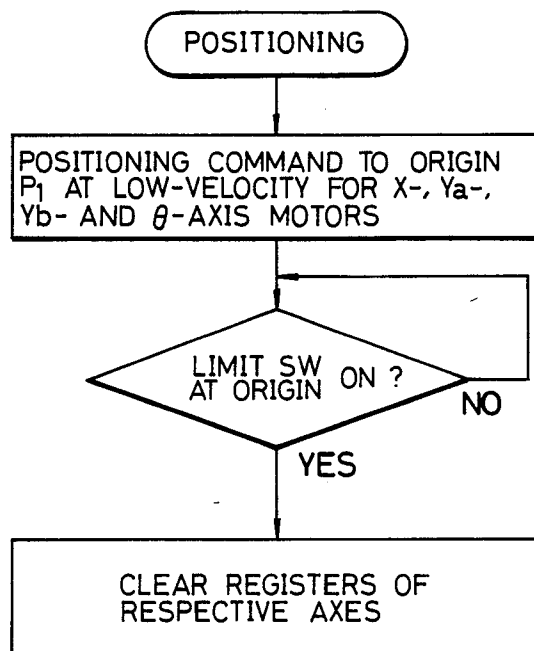 POSITIONING
POSITIONING COMMAND TO ORIGIN
P1 AT LOW-VELOCITY FOR X-, Ya-,
Yb- AND θ-AXIS MOTORS
LIMIT SW
AT ORIGIN ON ?
NO
YES
CLEAR REGISTERS OF
RESPECTIVE AXES